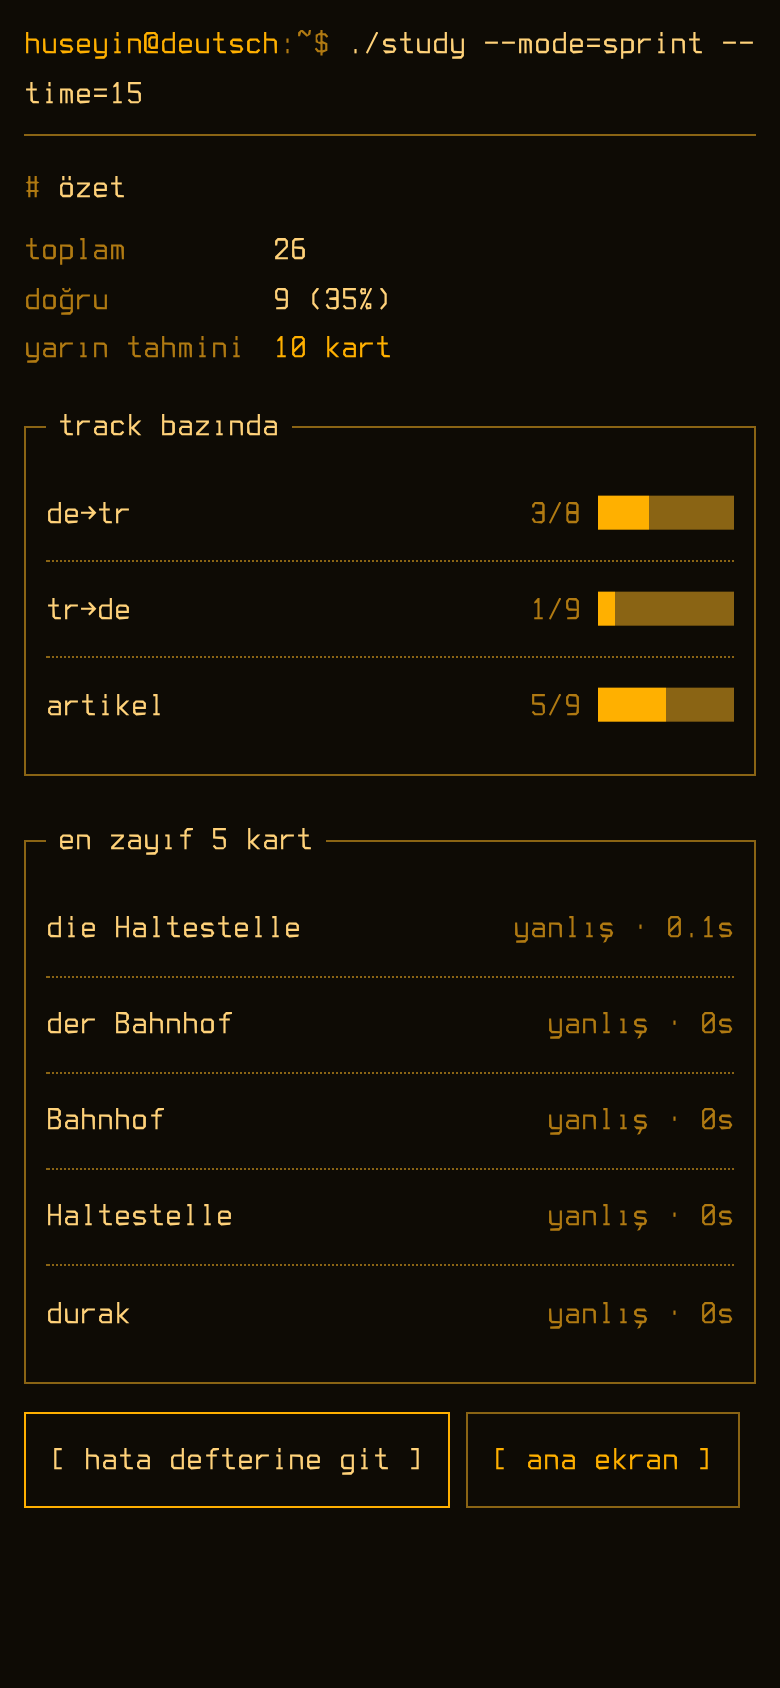 huseyin@deutsch:~$ ./study --mode=sprint --
time=15
# özet
toplam 26
doğru 9 (35%)
yarın tahmini 10 kart
track bazında
de→tr 3/8
tr→de 1/9
artikel 5/9
en zayıf 5 kart
die Haltestelle yanlış · 0.1s
der Bahnhof yanlış · 0s
Bahnhof yanlış · 0s
Haltestelle yanlış · 0s
durak yanlış · 0s
[ hata defterine git ] [ ana ekran ]